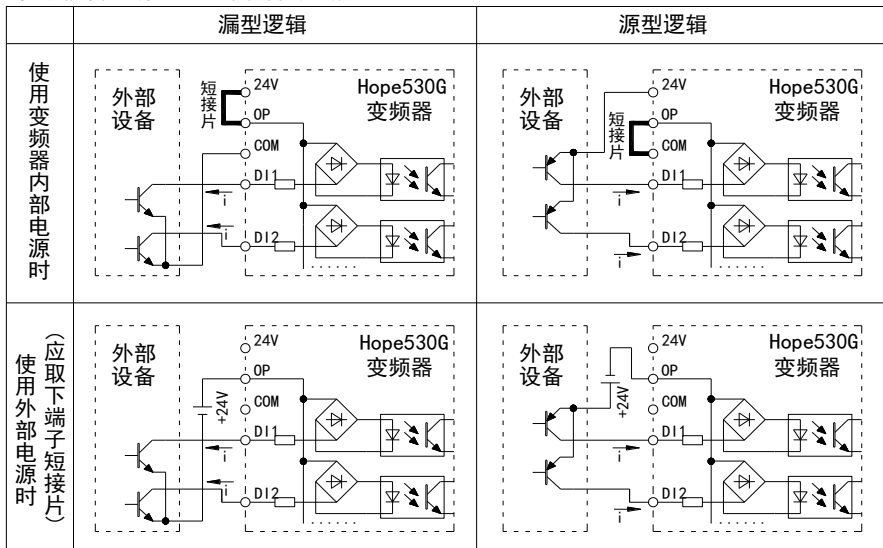 漏型逻辑
源型逻辑
使用变频器内部电源时
外部
设备
短接片
24V
OP
COM
DI1
DI2
i
i
Hope530G
变频器
......
外部
设备
短接片
24V
OP
COM
DI1
DI2
i
i
Hope530G
变频器
......
使用外部电源时
(应取下端子短接片)
外部
设备
+24V
24V
OP
COM
DI1
DI2
i
i
Hope530G
变频器
......
外部
设备
+24V
24V
OP
COM
DI1
DI2
i
i
Hope530G
变频器
......